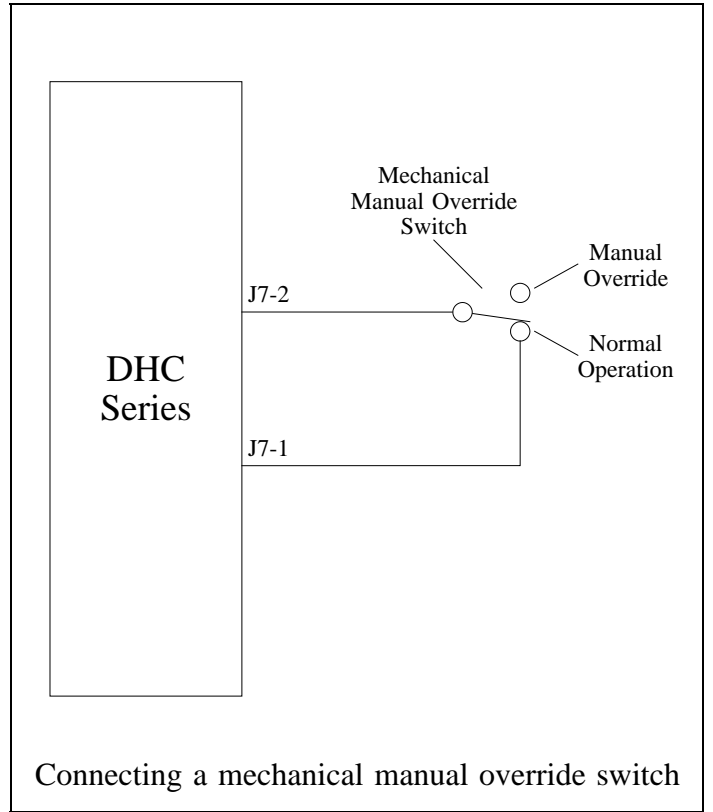 Mechanical
Manual Override
Switch
Manual
Override
J7-2
Normal
Operation
DHC
Series
J7-1
Connecting a mechanical manual override switch